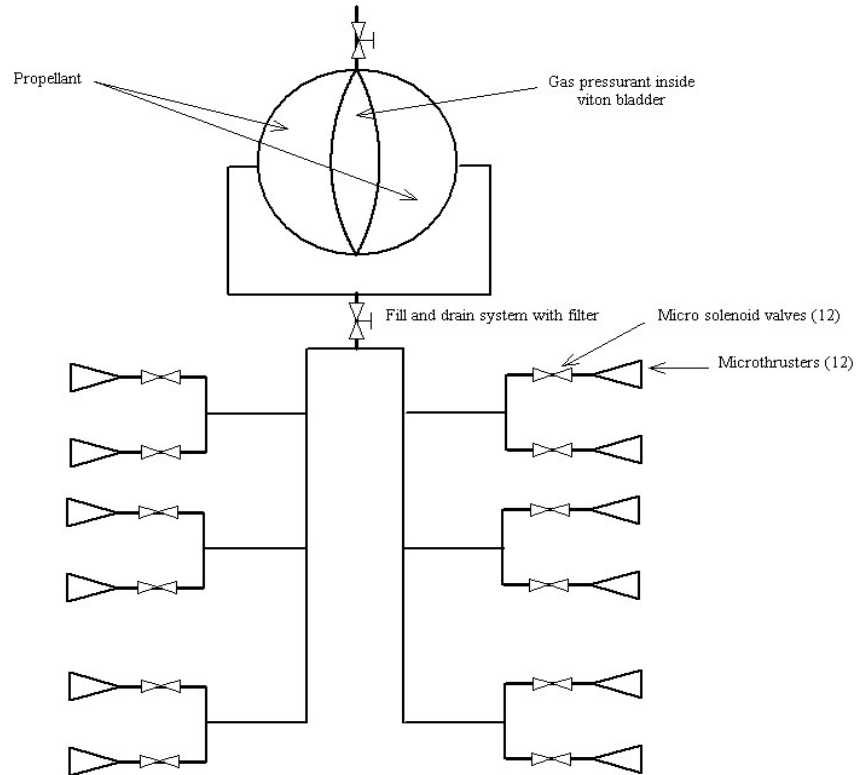 Propellant
Gas pressurant inside
viton bladder
Fill and drain system with filter
Micro solenoid valves (12)
Microthrusters (12)